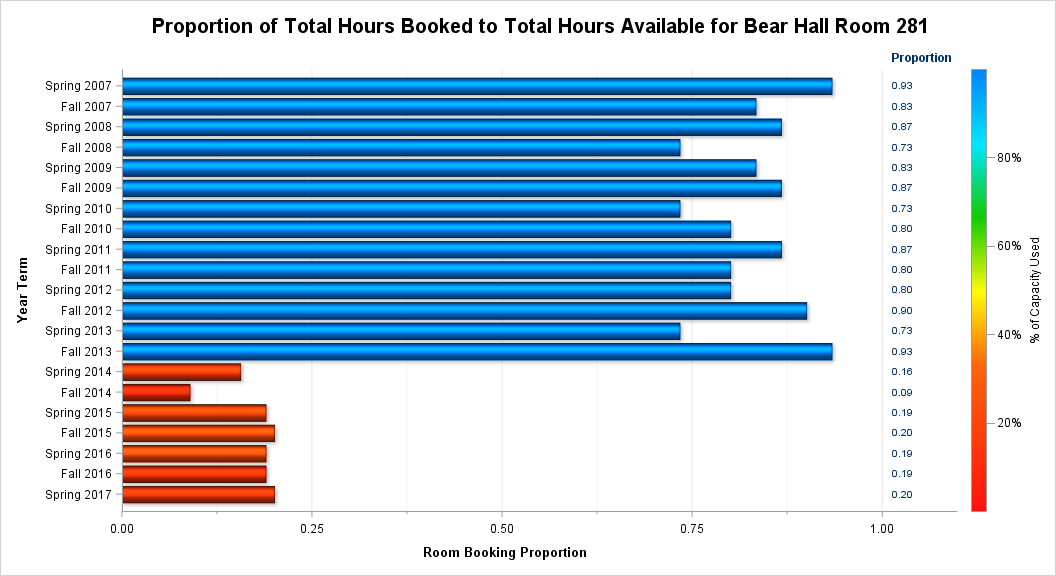 Proportion of Total Hours Booked to Total Hours Available for Bear Hall Room 281
Proportion
Spring 2007 0.93
Fall 2007 0.83
Spring 2008 0.87
Fall 2008 0.73
Spring 2009 0.83
Fall 2009 0.87
Spring 2010 0.73
Fall 2010 0.80
Spring 2011 0.87
Fall 2011 0.80
Spring 2012 0.80
Fall 2012 0.90
Spring 2013 0.73
Fall 2013 0.93
Spring 2014 0.16
Fall 2014 0.09
Spring 2015 0.19
Fall 2015 0.20
Spring 2016 0.19
Fall 2016 0.19
Spring 2017 0.20
Year Term
0.00 0.25 0.50 0.75 1.00
Room Booking Proportion
80%
60%
40%
20%
% of Capacity Used